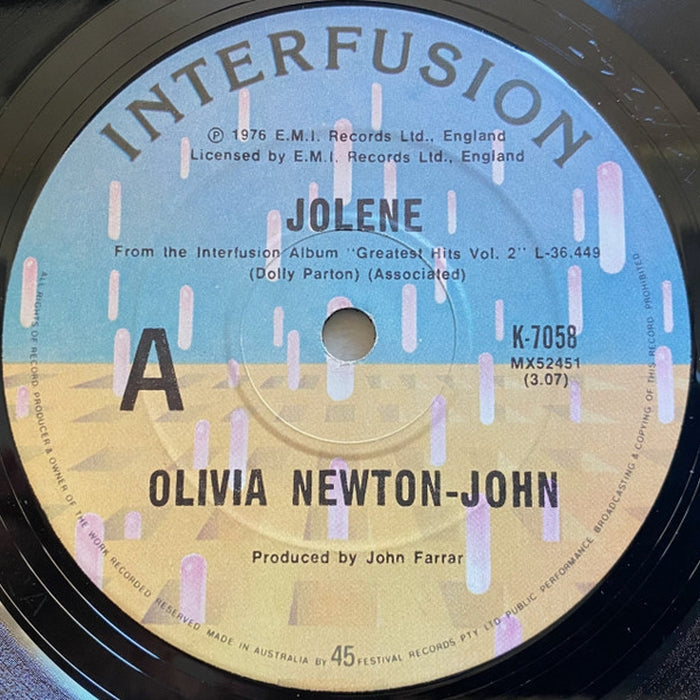 INTERFUSION
℗ 1976 E.M.I. Records Ltd., England
Licensed by E.M.I. Records Ltd., England
JOLENE
From the Interfusion Album "Greatest Hits Vol. 2" L-36,449
(Dolly Parton) (Associated)
A
K-7058
MX52451
(3.07)
OLIVIA NEWTON-JOHN
Produced by John Farrar
ALL RIGHTS OF RECORD PRODUCER & OWNER OF THE WORK RECORDED RESERVED MADE IN AUSTRALIA BY 45 FESTIVAL RECORDS PTY LTD PUBLIC PERFORMANCE BROADCASTING & COPYING OF THIS RECORD PROHIBITED